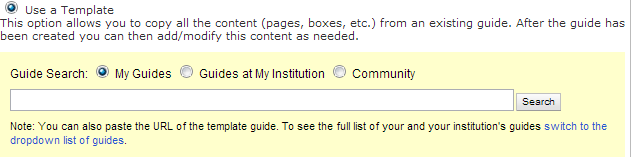 Use a Template
This option allows you to copy all the content (pages, boxes, etc.) from an existing guide. After the guide has
been created you can then add/modify this content as needed.
Guide Search: My Guides Guides at My Institution Community
Search
Note: You can also paste the URL of the template guide. To see the full list of your and your institution's guides switch to the
dropdown list of guides.